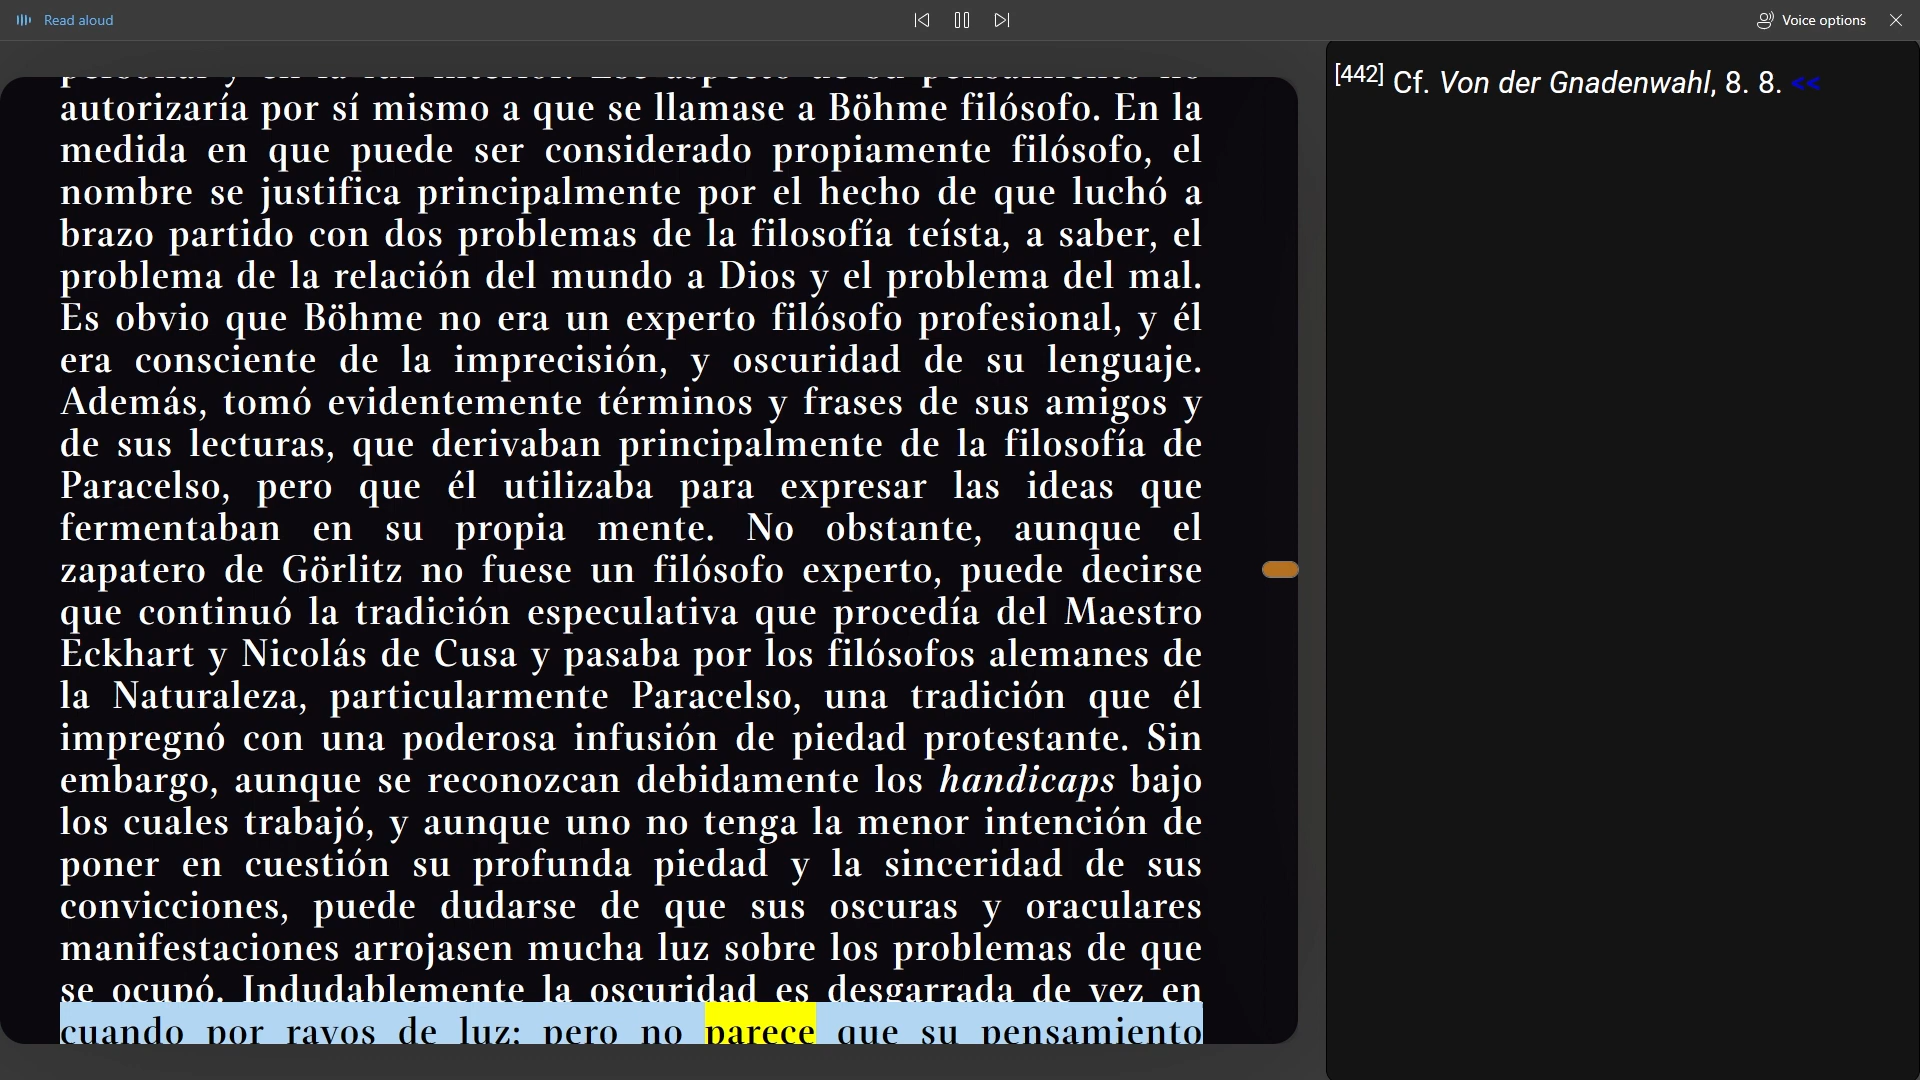 Read aloud
Voice options
personal y en la luz interior. Ese aspecto de su pensamiento no
autorizaría por sí mismo a que se llamase a Böhme filósofo. En la
medida en que puede ser considerado propiamente filósofo, el
nombre se justifica principalmente por el hecho de que luchó a
brazo partido con dos problemas de la filosofía teísta, a saber, el
problema de la relación del mundo a Dios y el problema del mal.
Es obvio que Böhme no era un experto filósofo profesional, y él
era consciente de la imprecisión, y oscuridad de su lenguaje.
Además, tomó evidentemente términos y frases de sus amigos y
de sus lecturas, que derivaban principalmente de la filosofía de
Paracelso, pero que él utilizaba para expresar las ideas que
fermentaban en su propia mente. No obstante, aunque el
zapatero de Görlitz no fuese un filósofo experto, puede decirse
que continuó la tradición especulativa que procedía del Maestro
Eckhart y Nicolás de Cusa y pasaba por los filósofos alemanes de
la Naturaleza, particularmente Paracelso, una tradición que él
impregnó con una poderosa infusión de piedad protestante. Sin
embargo, aunque se reconozcan debidamente los handicaps bajo
los cuales trabajó, y aunque uno no tenga la menor intención de
poner en cuestión su profunda piedad y la sinceridad de sus
convicciones, puede dudarse de que sus oscuras y oraculares
manifestaciones arrojasen mucha luz sobre los problemas de que
se ocupó. Indudablemente la oscuridad es desgarrada de vez en
cuando por rayos de luz; pero no parece que su pensamiento
[442] Cf. Von der Gnadenwahl, 8. 8. <<